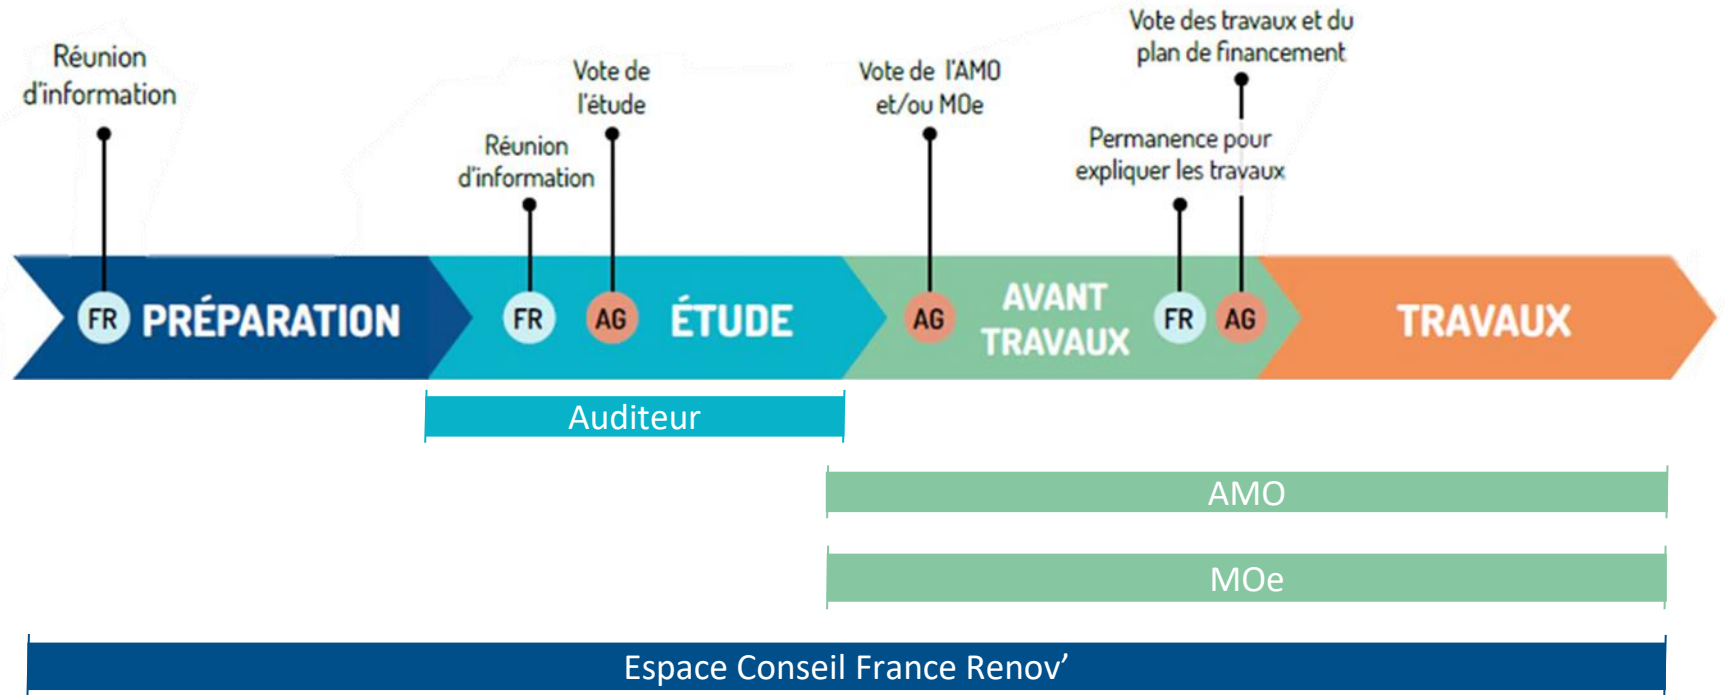 Réunion
d'information
Réunion
d'information
Vote de
l'étude
Vote de l'AMO
et/ou MOe
Permanence pour
expliquer les travaux
Vote des travaux et du
plan de financement
FR PRÉPARATION
FR AG ÉTUDE
AG AVANT
TRAVAUX FR AG
TRAVAUX
Auditeur
AMO
MOe
Espace Conseil France Renov’